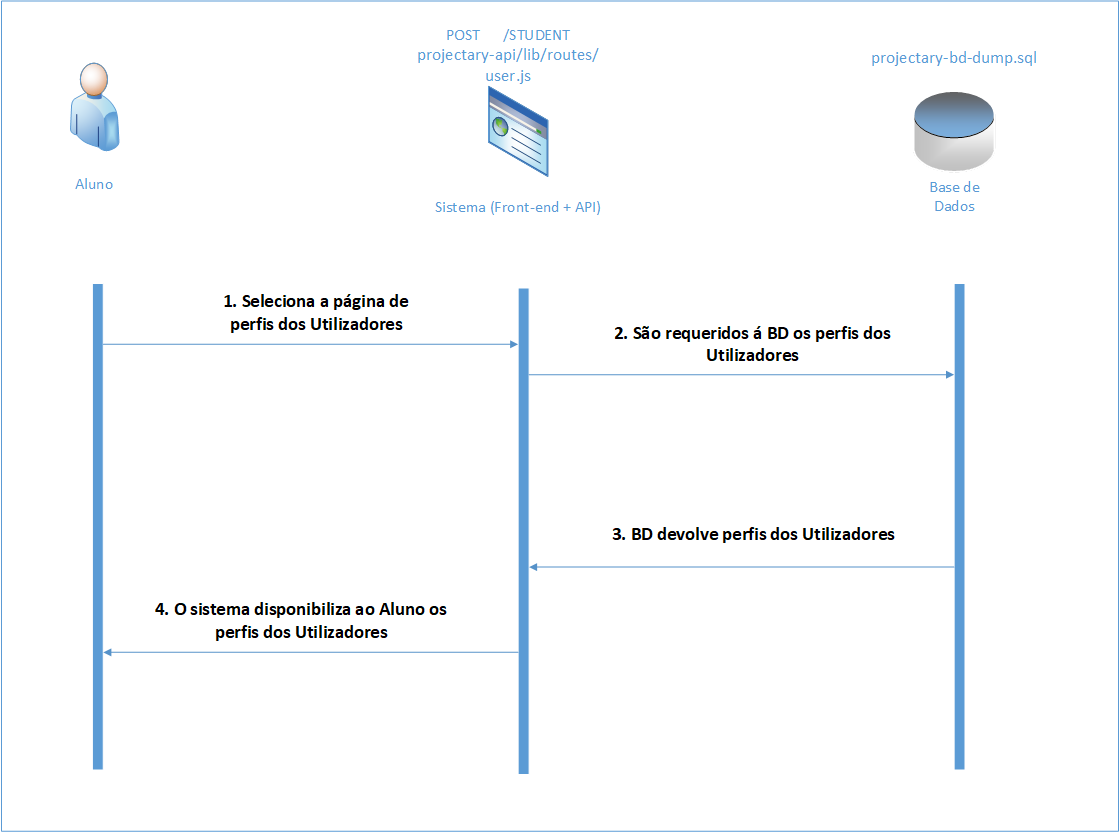 POST /STUDENT
projectary-api/lib/routes/
user.js
projectary-bd-dump.sql
Aluno
Sistema (Front-end + API)
Base de
Dados
1. Seleciona a página de
perfis dos Utilizadores
2. São requeridos á BD os perfis dos
Utilizadores
3. BD devolve perfis dos Utilizadores
4. O sistema disponibiliza ao Aluno os
perfis dos Utilizadores